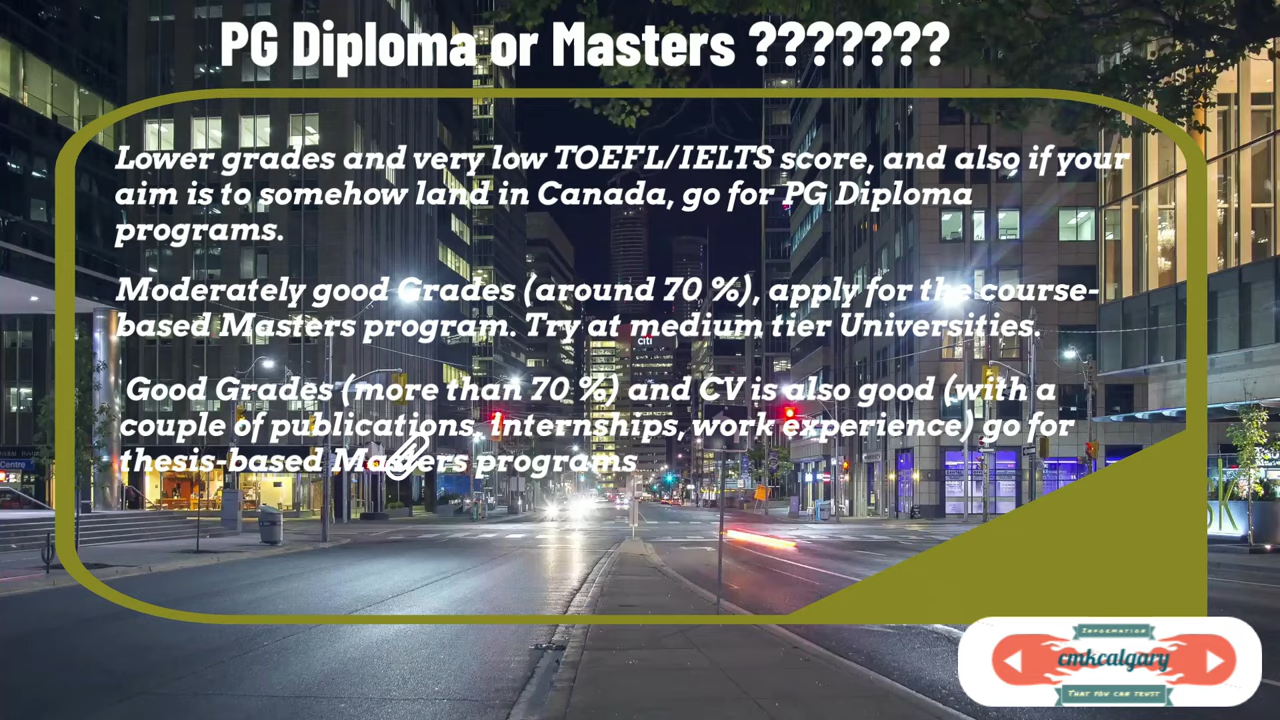 PG Diploma or Masters ???????
Lower grades and very low TOEFL/IELTS score, and also if your
aim is to somehow land in Canada, go for PG Diploma
programs.
Moderately good Grades (around 70 %), apply for the course-
based Masters program. Try at medium tier Universities.
citi
Good Grades (more than 70 %) and CV is also good (with a
couple of publications, Internships, work experience) go for
thesis-based Masters programs
Centre
INFORMATION
cmkcalgary
THAT YOU CAN TRUST